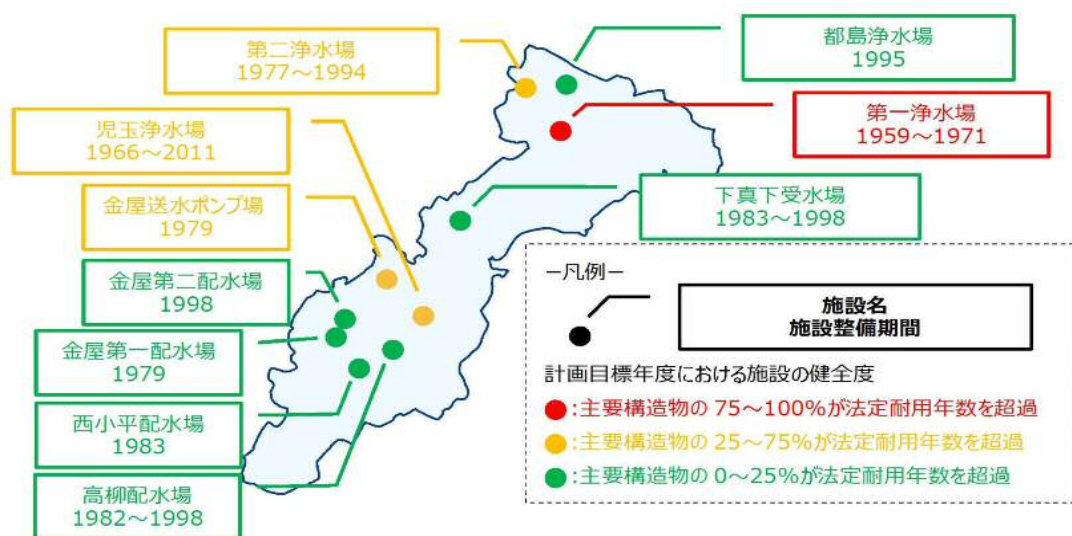 第二浄水場
1977~1994
都島浄水場
1995
児玉浄水場
1966~2011
第一浄水場
1959~1971
金屋送水ポンプ場
1979
下真下受水場
1983~1998
金屋第二配水場
1998
金屋第一配水場
1979
西小平配水場
1983
高柳配水場
1982~1998
-凡例-
施設名
施設整備期間
計画目標年度における施設の健全度
:主要構造物の 75~100%が法定耐用年数を超過
:主要構造物の 25~75%が法定耐用年数を超過
:主要構造物の 0~25%が法定耐用年数を超過